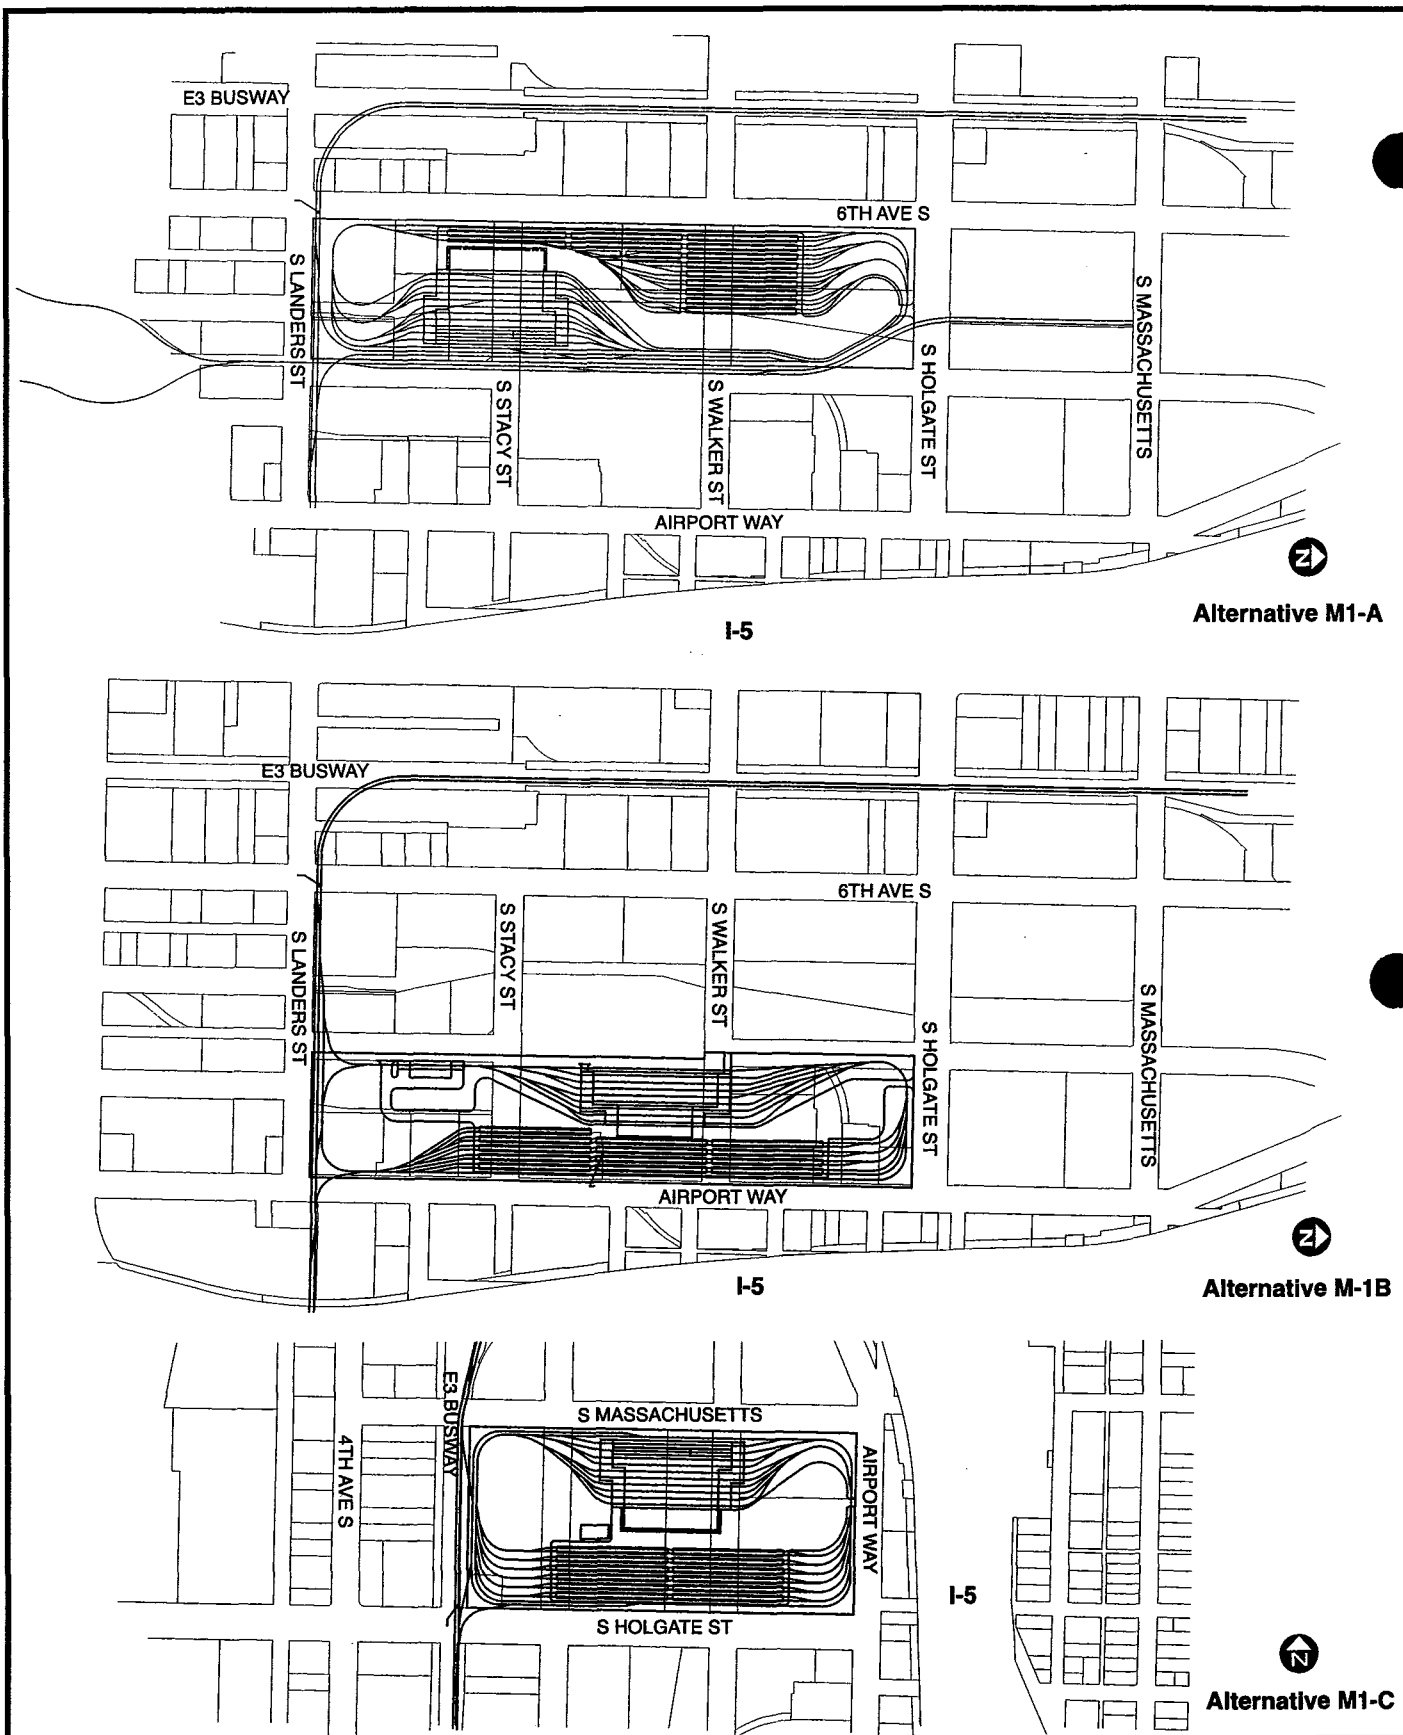 E3 BUSWAY
6TH AVE S
S LANDERS ST
S MASSACHUSETTS
S HOLGATE ST
S STACY ST
S WALKER ST
AIRPORT WAY
N
Alternative M1-A
I-5
E3 BUSWAY
6TH AVE S
S STACY ST
S WALKER ST
S LANDERS ST
S MASSACHUSETTS
S HOLGATE ST
AIRPORT WAY
N
I-5
Alternative M-1B
E3 BUSWAY
S MASSACHUSETTS
4TH AVE S
AIRPORT WAY
I-5
S HOLGATE ST
N
Alternative M1-C